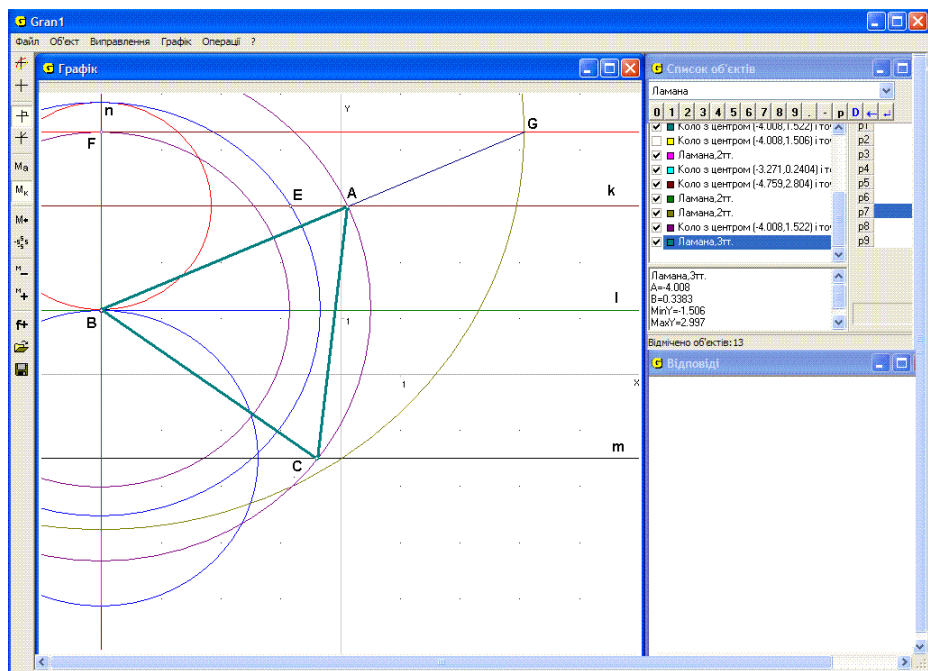 Gran1
Файл Об'єкт Виправлення Графік Операції ?
Графік
n
Y
F
G
E
A
k
B
1
l
1
X
C
m
Mа
Mк
M+
M
−
M
+
f+
Список об'єктів
Ламана
0 1 2 3 4 5 6 7 8 9 . - p D ← ↵
Коло з центром (-4.008,1.522) і точ
Коло з центром (-4.008,1.506) і то
Ламана,2тт.
Коло з центром (-3.271,0.2404) і т
Коло з центром (-4.759,2.804) і точ
Ламана,2тт.
Ламана,2тт.
Коло з центром (-4.008,1.522) і то
Ламана,3тт.
p1
p2
p3
p4
p5
p6
p7
p8
p9
Ламана,3тт.
A=-4.008
B=0.3383
MinY=-1.506
MaxY=2.997
Відмічено об'єктів:13
Відповіді